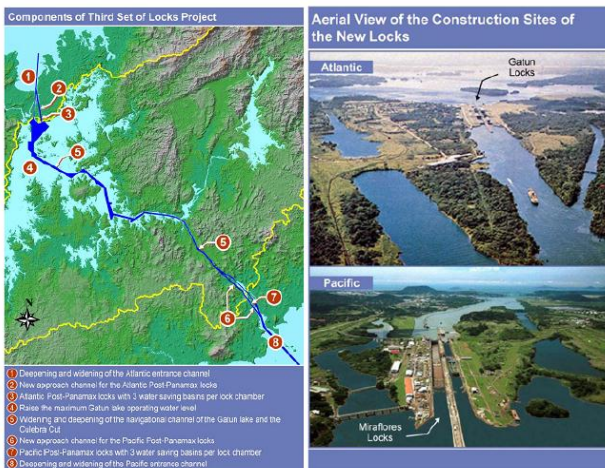 Components of Third Set of Locks Project
1
2
3
4
5
5
6
7
8
N
1 Deepening and widening of the Atlantic entrance channel
2 New approach channel for the Atlantic Post-Panamax locks
3 Atlantic Post-Panamax locks with 3 water saving basins per lock chamber
4 Raise the maximum Gatun lake operating water level
5 Widening and deepening of the navigational channel of the Gatun lake and the
Culebra Cut
6 New approach channel for the Pacific Post-Panamax locks
7 Pacific Post-Panamax locks with 3 water saving basins per lock chamber
8 Deepening and widening of the Pacific entrance channel
Aerial View of the Construction Sites of
the New Locks
Atlantic
Gatun
Locks
Pacific
Miraflores
Locks